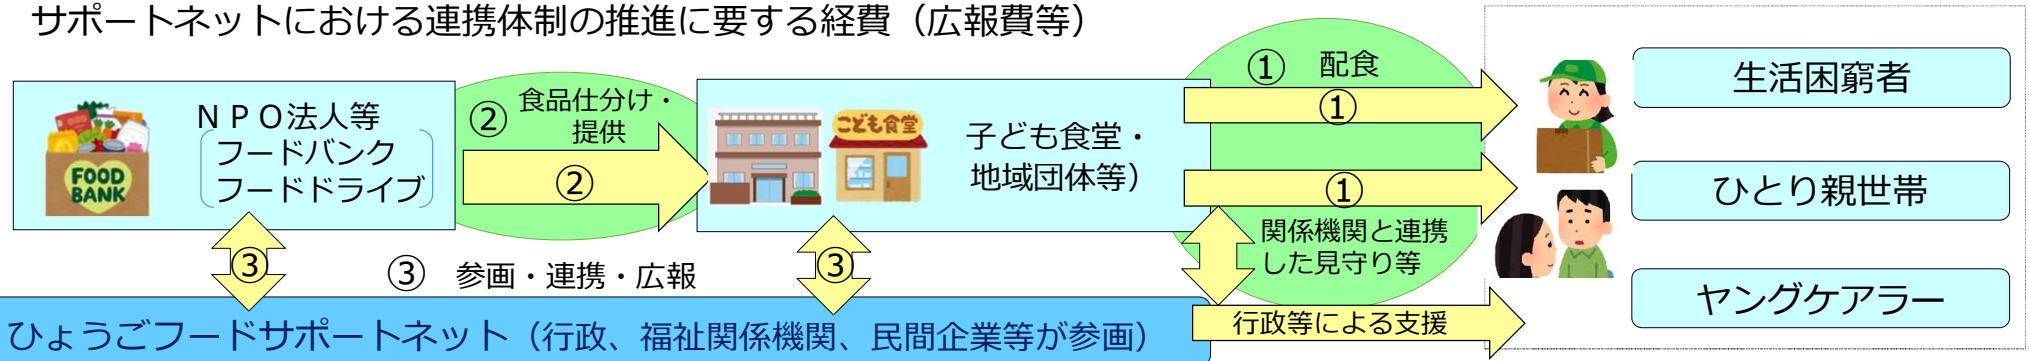 サポートネットにおける連携体制の推進に要する経費（広報費等）
ＮＰＯ法人等
フードバンク
フードドライブ
FOOD
BANK
② 食品仕分け・
提供
②
こども食堂
子ども食堂・
地域団体等）
① 配食
①
①
関係機関と連携
した見守り等
生活困窮者
ひとり親世帯
ヤングケアラー
③
③ 参画・連携・広報
③
ひょうごフードサポートネット（行政、福祉関係機関、民間企業等が参画）
行政等による支援